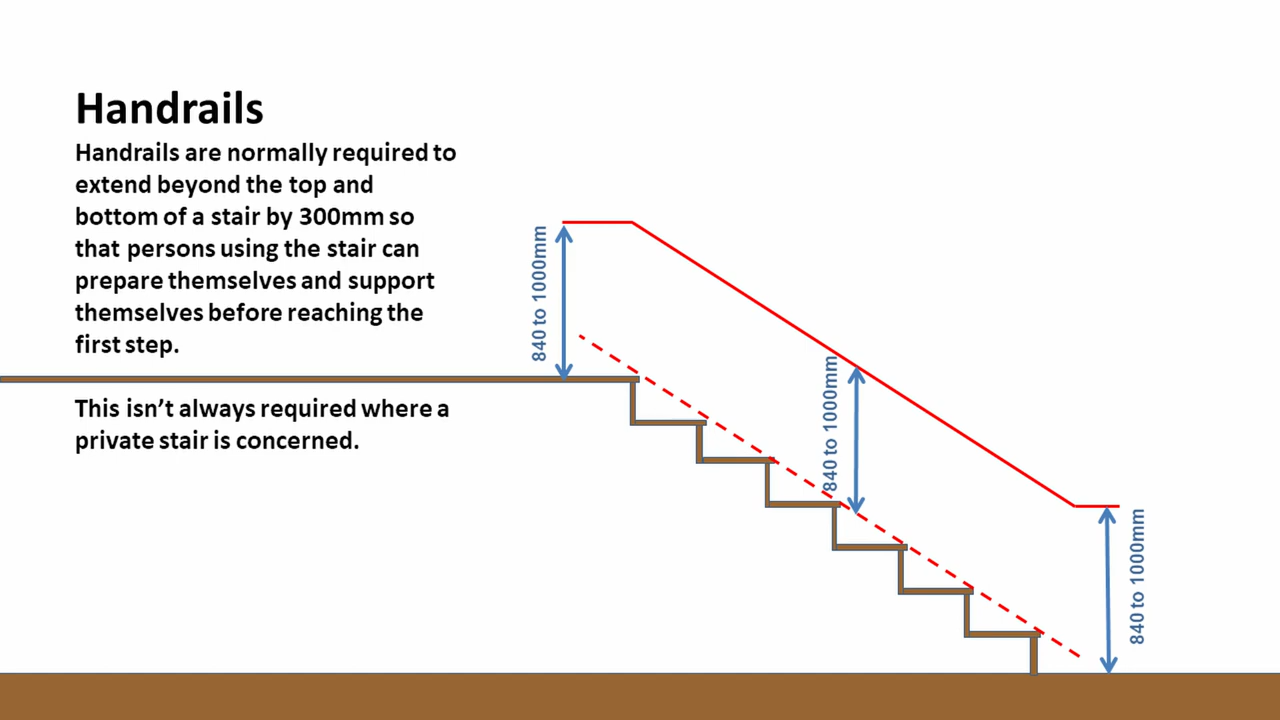 Handrails
Handrails are normally required to
extend beyond the top and
bottom of a stair by 300mm so
that persons using the stair can
prepare themselves and support
themselves before reaching the
first step.
This isn’t always required where a
private stair is concerned.
840 to 1000mm
840 to 1000mm
840 to 1000mm